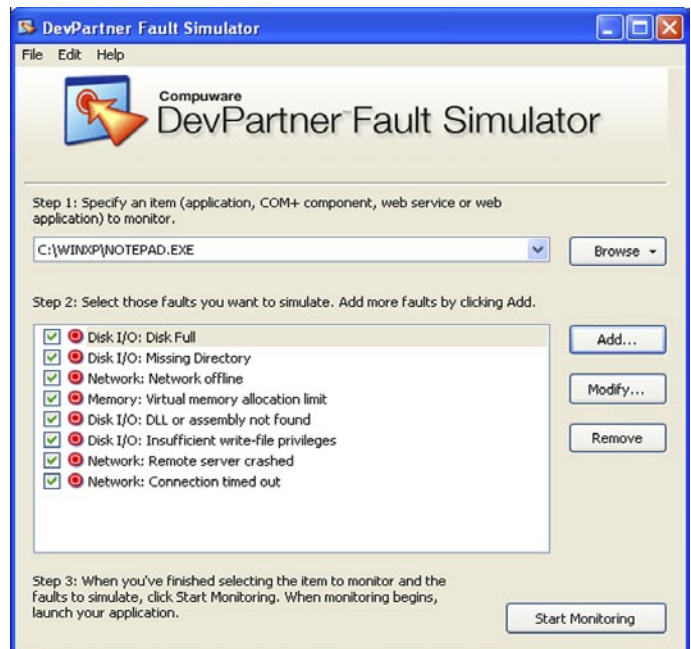 DevPartner Fault Simulator
File Edit Help
Compuware
DevPartner™ Fault Simulator
Step 1: Specify an item (application, COM+ component, web service or web
application) to monitor.
C:\WINXP\NOTEPAD.EXE
Browse
Step 2: Select those faults you want to simulate. Add more faults by clicking Add.
Disk I/O: Disk Full
Disk I/O: Missing Directory
Network: Network offline
Memory: Virtual memory allocation limit
Disk I/O: DLL or assembly not found
Disk I/O: Insufficient write-file privileges
Network: Remote server crashed
Network: Connection timed out
Add...
Modify...
Remove
Step 3: When you've finished selecting the item to monitor and the
faults to simulate, click Start Monitoring. When monitoring begins,
launch your application.
Start Monitoring